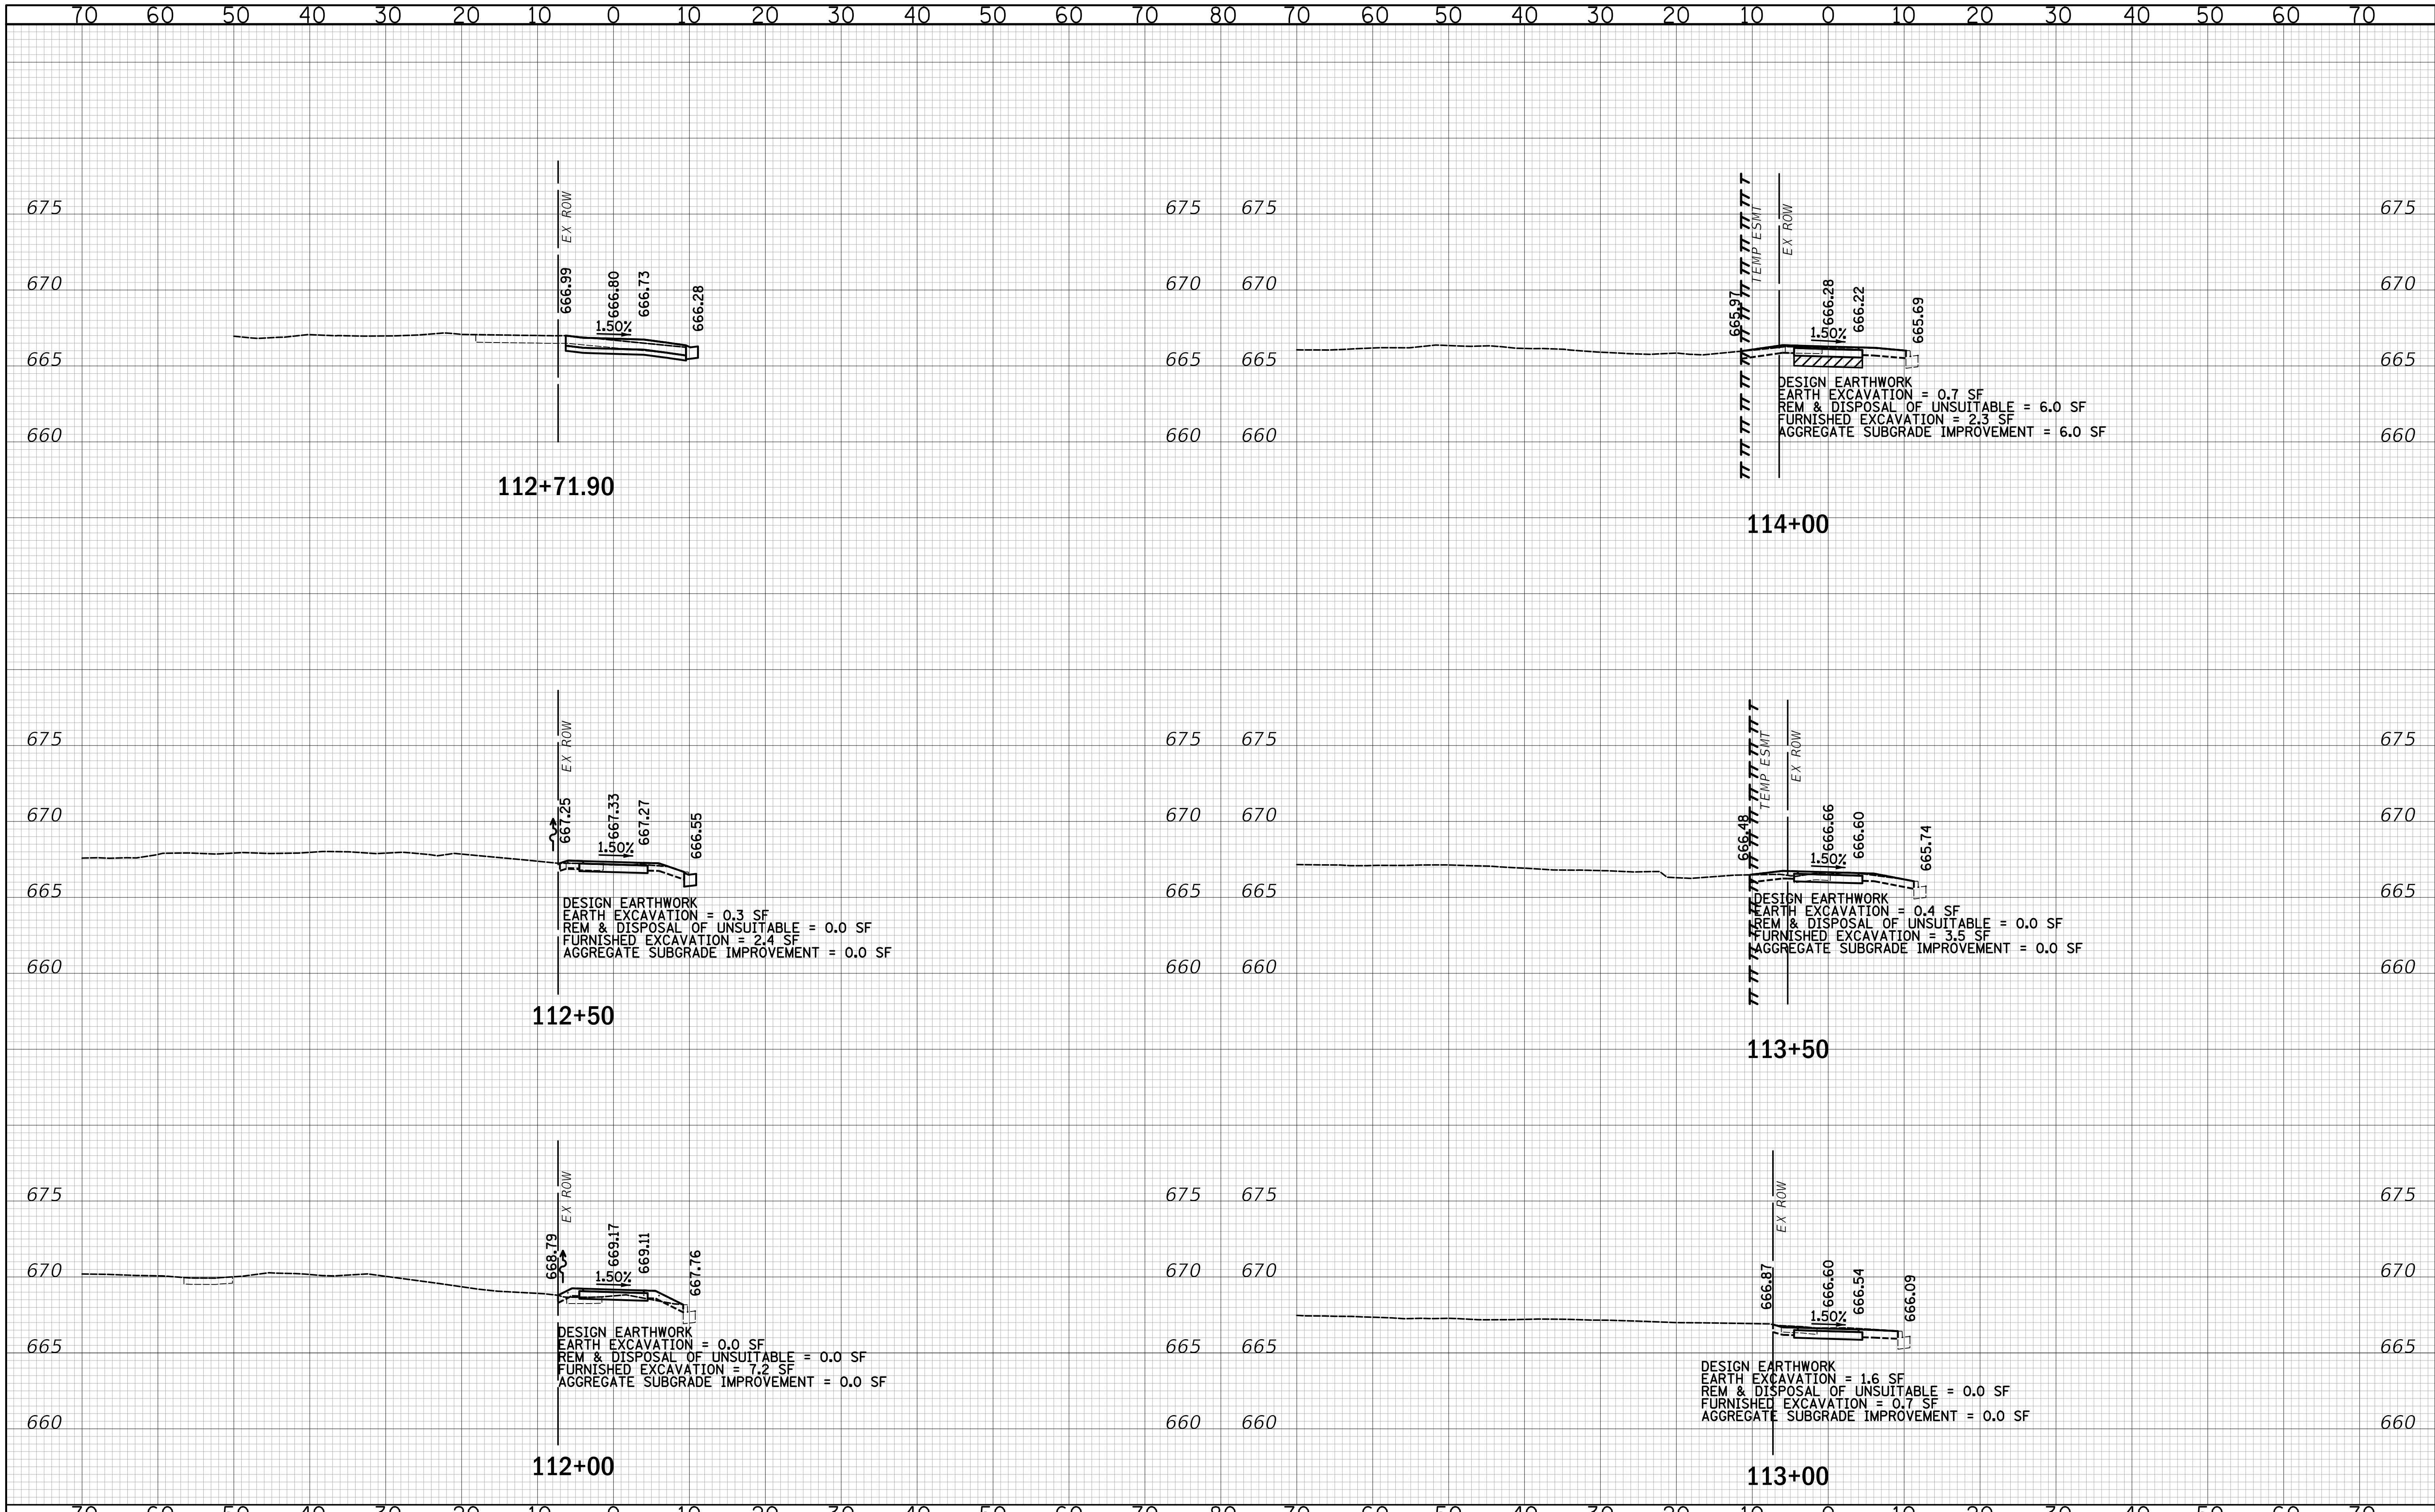 70 60 50 40 30 20 10 0 10 20 30 40 50 60 70 80 70 60 50 40 30 20 10 0 10 20 30 40 50 60 70
675
670
665
660
EX ROW
666.99
666.80
666.73
666.28
1.50%
112+71.90
675 675
670 670
665 665
660 660
TEMP ESMT
EX ROW
665.97
666.28
666.22
665.69
1.50%
DESIGN EARTHWORK
EARTH EXCAVATION = 0.7 SF
REM & DISPOSAL OF UNSUITABLE = 6.0 SF
FURNISHED EXCAVATION = 2.3 SF
AGGREGATE SUBGRADE IMPROVEMENT = 6.0 SF
114+00
675
670
665
660
675
670
665
660
EX ROW
667.25
667.33
667.27
666.55
1.50%
DESIGN EARTHWORK
EARTH EXCAVATION = 0.3 SF
REM & DISPOSAL OF UNSUITABLE = 0.0 SF
FURNISHED EXCAVATION = 2.4 SF
AGGREGATE SUBGRADE IMPROVEMENT = 0.0 SF
112+50
675 675
670 670
665 665
660 660
TEMP ESMT
EX ROW
666.48
666.66
666.60
665.74
1.50%
DESIGN EARTHWORK
EARTH EXCAVATION = 0.4 SF
REM & DISPOSAL OF UNSUITABLE = 0.0 SF
FURNISHED EXCAVATION = 3.5 SF
AGGREGATE SUBGRADE IMPROVEMENT = 0.0 SF
113+50
675
670
665
660
675
670
665
660
EX ROW
668.79
669.17
669.11
667.76
1.50%
DESIGN EARTHWORK
EARTH EXCAVATION = 0.0 SF
REM & DISPOSAL OF UNSUITABLE = 0.0 SF
FURNISHED EXCAVATION = 7.2 SF
AGGREGATE SUBGRADE IMPROVEMENT = 0.0 SF
112+00
675 675
670 670
665 665
660 660
EX ROW
666.87
666.60
666.54
666.09
1.50%
DESIGN EARTHWORK
EARTH EXCAVATION = 1.6 SF
REM & DISPOSAL OF UNSUITABLE = 0.0 SF
FURNISHED EXCAVATION = 0.7 SF
AGGREGATE SUBGRADE IMPROVEMENT = 0.0 SF
113+00
675
670
665
660
70 60 50 40 30 20 10 0 10 20 30 40 50 60 70 80 70 60 50 40 30 20 10 0 10 20 30 40 50 60 70